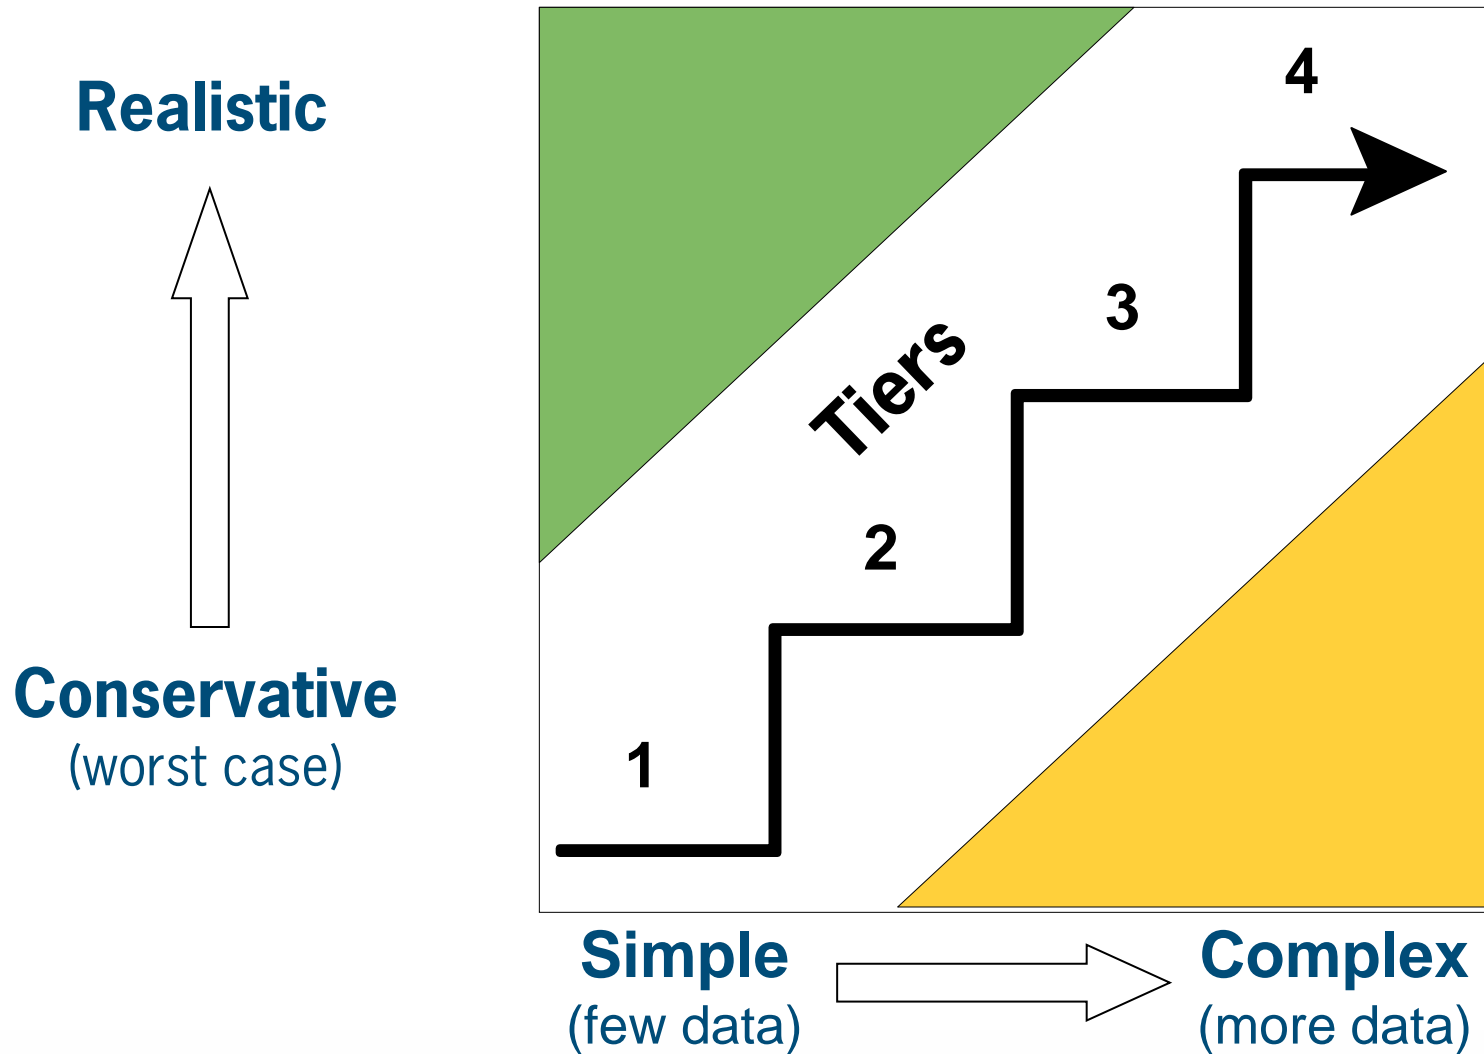 Realistic
Conservative
(worst case)
4
3
Tiers
2
1
Simple
(few data)
Complex
(more data)